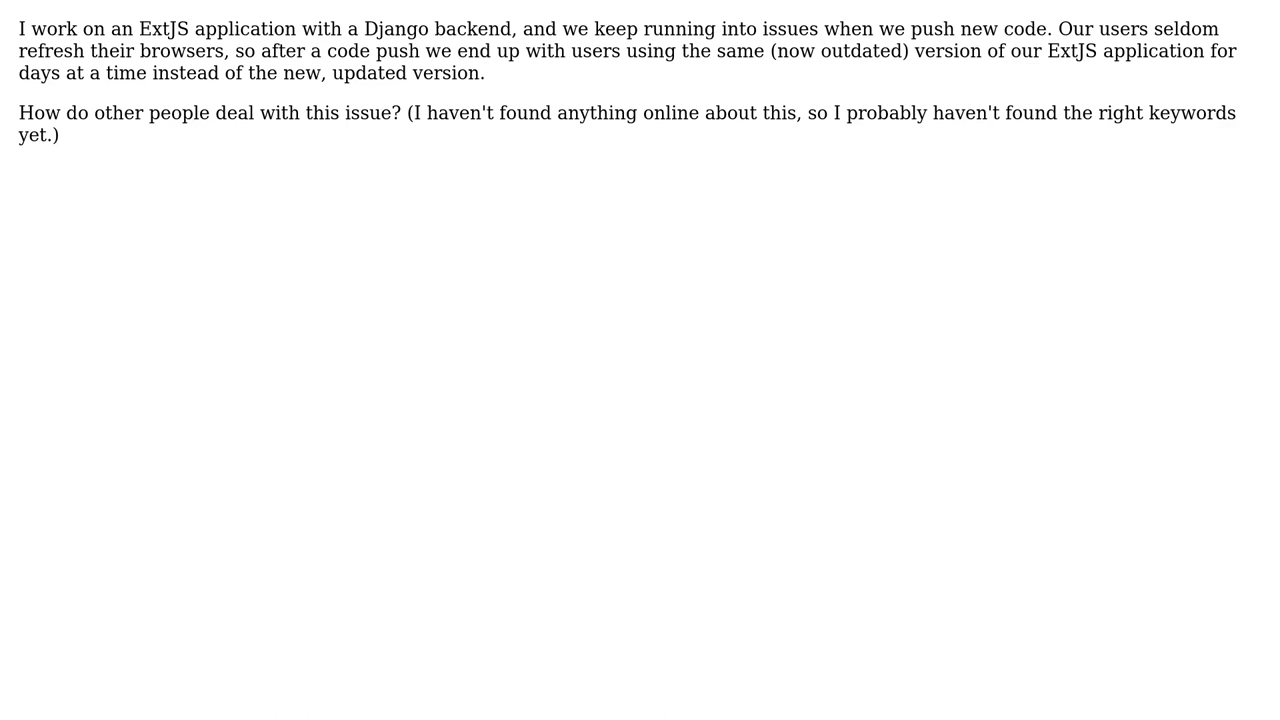 I work on an ExtJS application with a Django backend, and we keep running into issues when we push new code. Our users seldom
refresh their browsers, so after a code push we end up with users using the same (now outdated) version of our ExtJS application for
days at a time instead of the new, updated version.
How do other people deal with this issue? (I haven't found anything online about this, so I probably haven't found the right keywords
yet.)